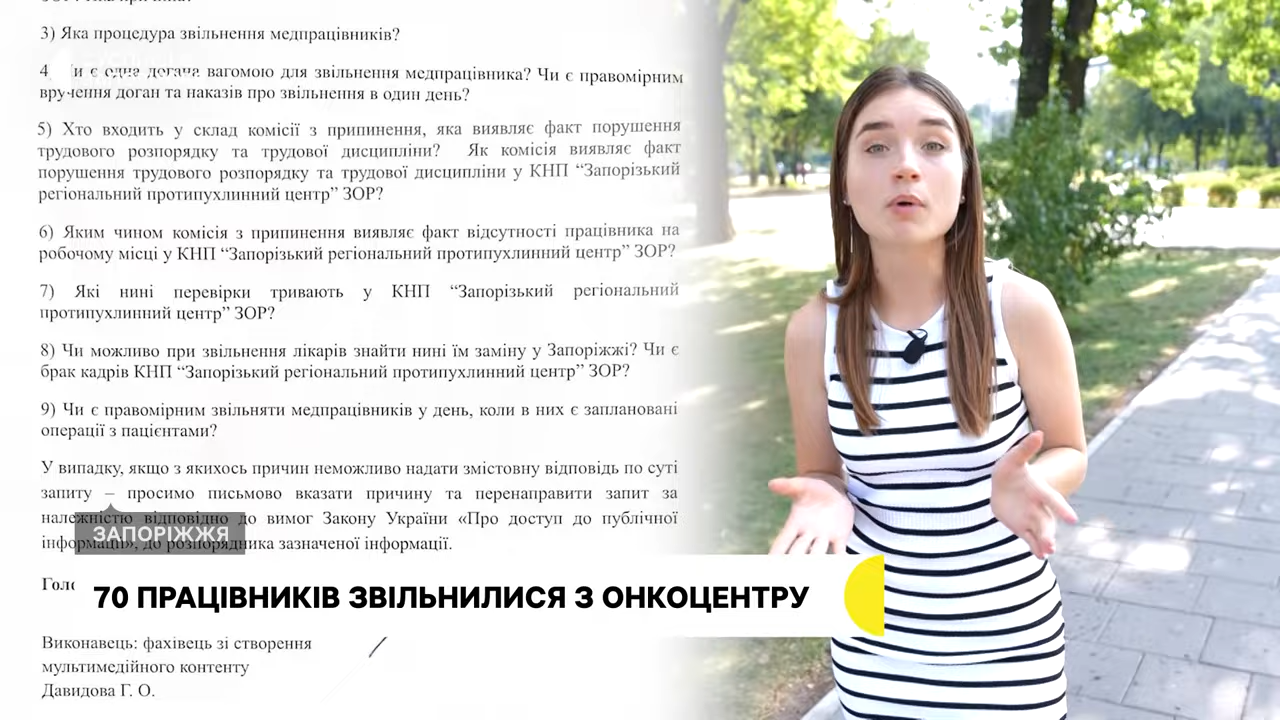 3) Яка процедура звільнення медпрацівників?
4 и є одна догана вагомою для звільнення медпрацівника? Чи є правомірним
вручення доган та наказів про звільнення в один день?
5) Хто входить у склад комісії з припинення, яка виявляє факт порушення
трудового розпорядку та трудової дисципліни? Як комісія виявляє факт
порушення трудового розпорядку та трудової дисципліни у КНП “Запорізький
регіональний протипухлинний центр” ЗОР?
6) Яким чином комісія з припинення виявляє факт відсутності працівника на
робочому місці у КНП “Запорізький регіональний протипухлинний центр” ЗОР?
7) Які нині перевірки тривають у КНП “Запорізький регіональний
протипухлинний центр” ЗОР?
8) Чи можливо при звільнення лікарів знайти нині їм заміну у Запоріжжі? Чи є
брак кадрів КНП “Запорізький регіональний протипухлинний центр” ЗОР?
9) Чи є правомірним звільняти медпрацівників у день, коли в них є заплановані
операції з пацієнтами?
У випадку, якщо з якихось причин неможливо надати змістовну відповідь по суті
запиту – просимо письмово вказати причину та перенаправити запит за
належністю відповідно до вимог Закону України «Про доступ до публічної
інформації», до розпорядника зазначеної інформації.
ЗАПОРІЖЖЯ
Голо
70 ПРАЦІВНИКІВ ЗВІЛЬНИЛИСЯ З ОНКОЦЕНТРУ
Виконавець: фахівець зі створення
мультимедійного контенту
Давидова Г. О.